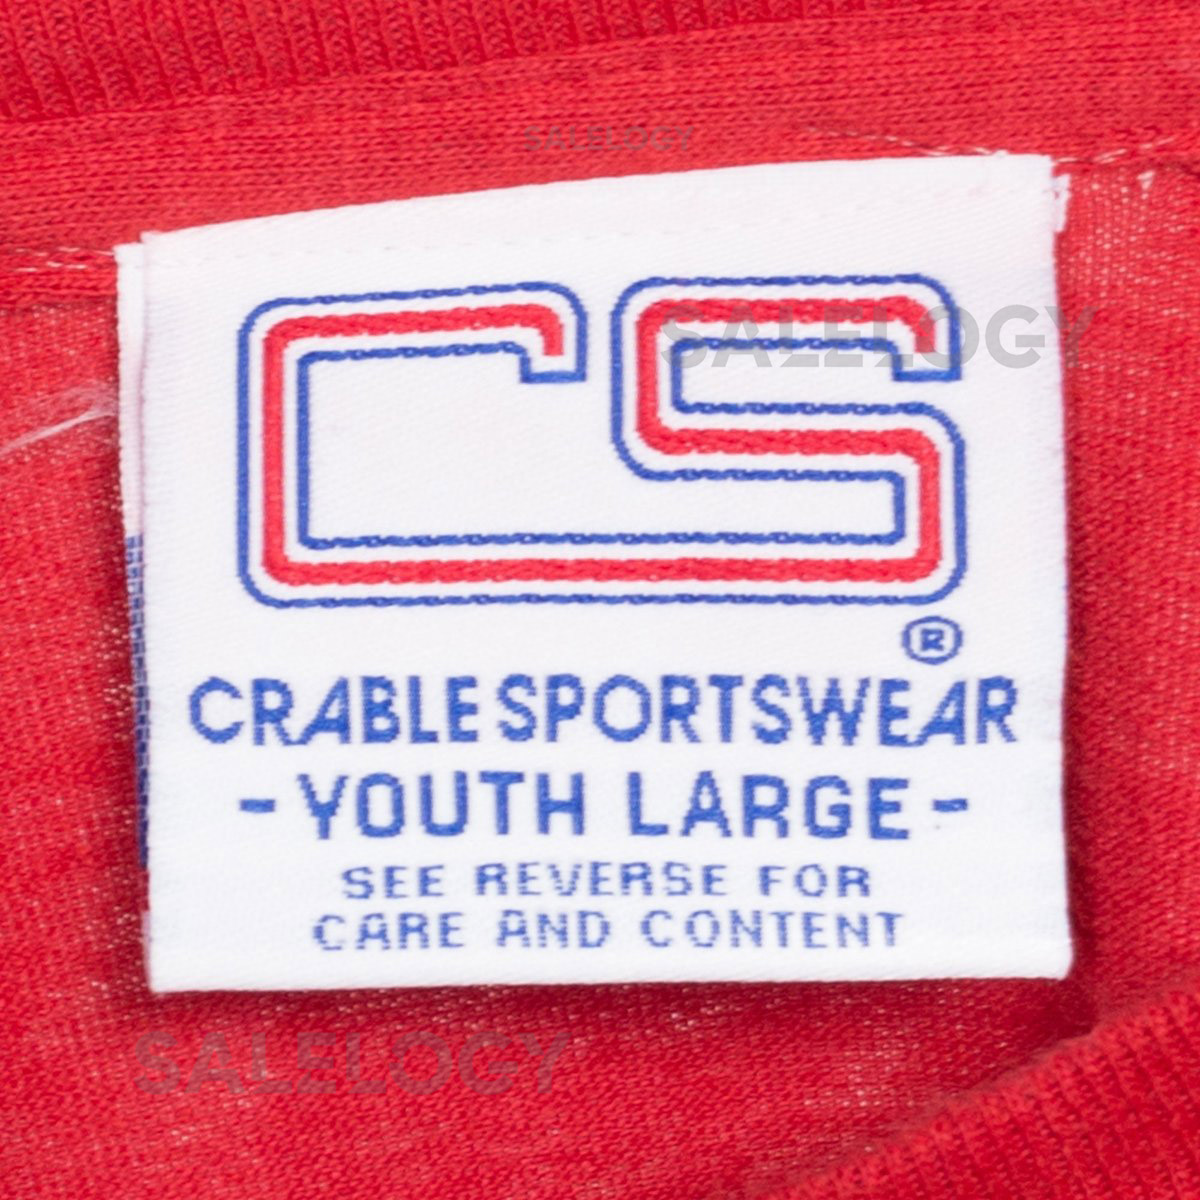 SALELOGY
CS
SALELOGY
®
CRABLE SPORTSWEAR
- YOUTH LARGE -
SEE REVERSE FOR
CARE AND CONTENT
SALELOGY